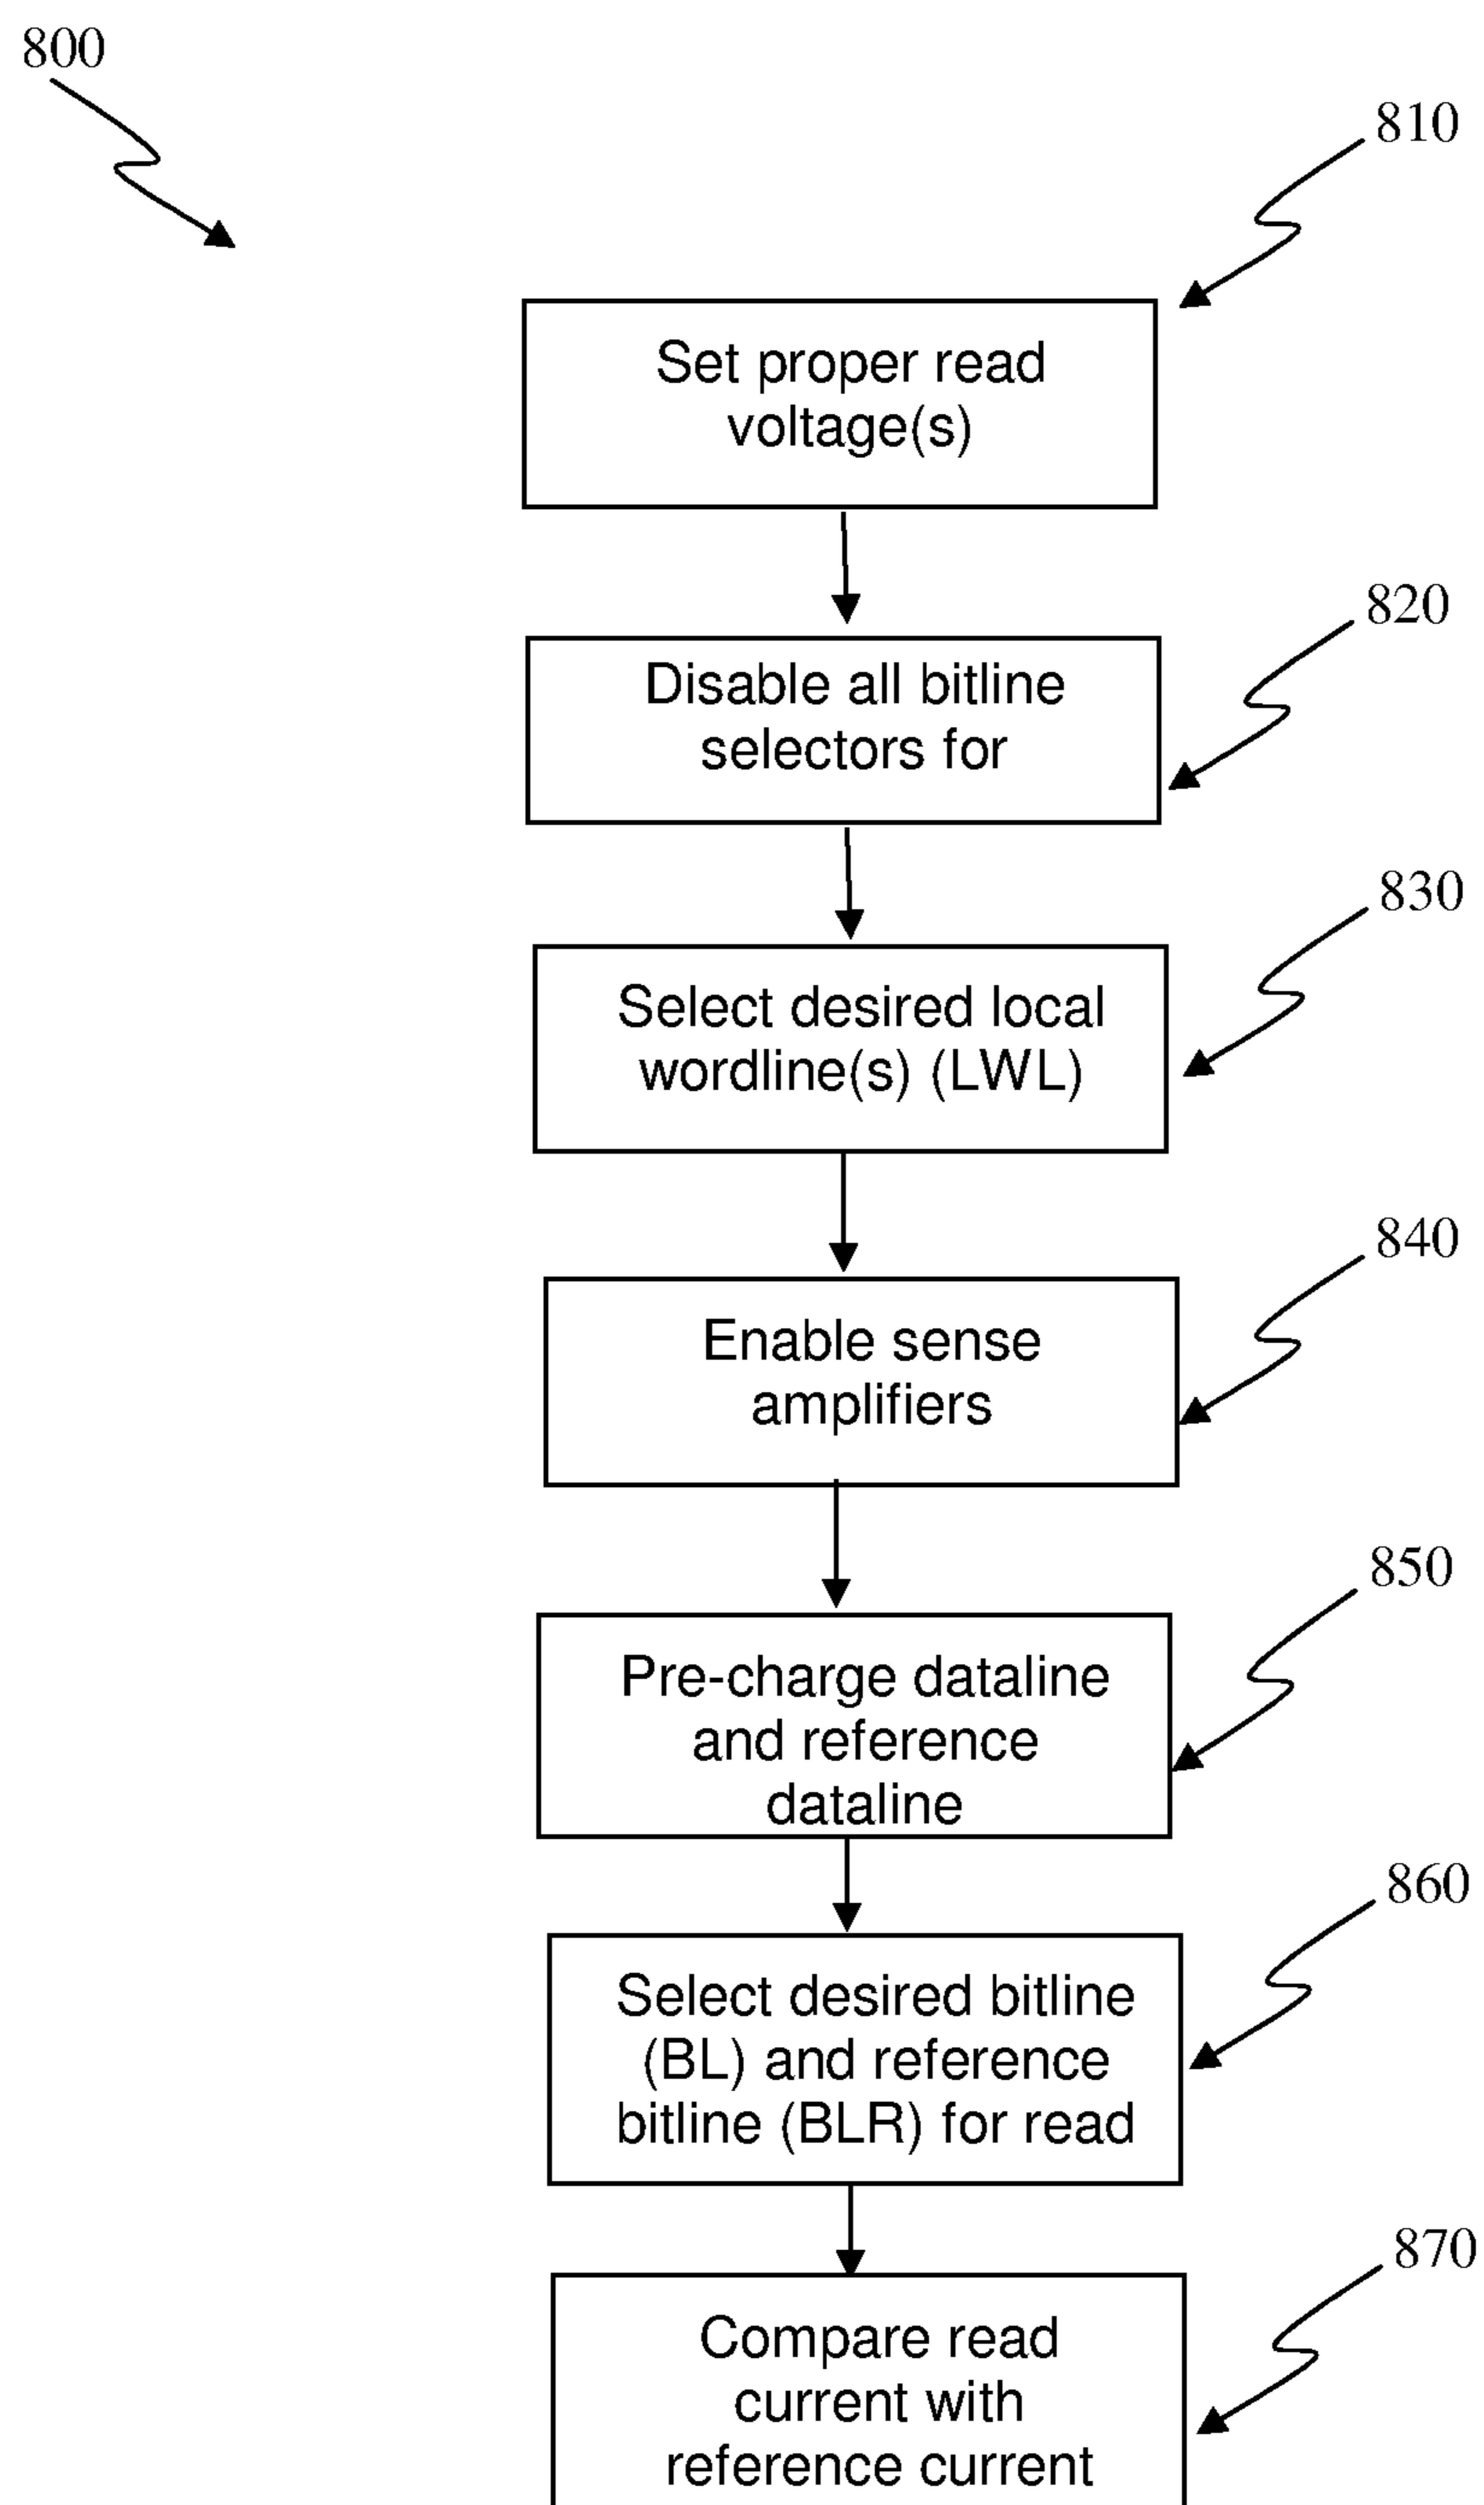 800
810
Set proper read
voltage(s)
820
Disable all bitline
selectors for
830
Select desired local
wordline(s) (LWL)
840
Enable sense
amplifiers
850
Pre-charge dataline
and reference
dataline
860
Select desired bitline
(BL) and reference
bitline (BLR) for read
870
Compare read
current with
reference current